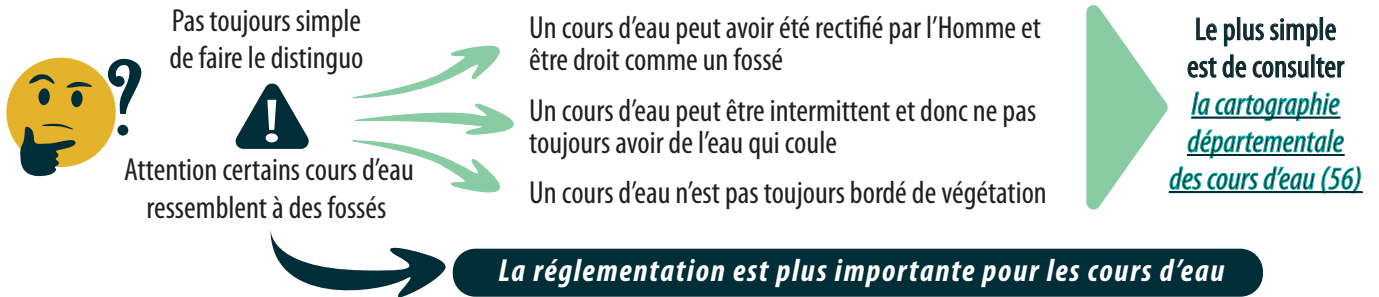 Pas toujours simple
de faire le distinguo
?
!
Attention certains cours d'eau
ressemblent à des fossés
Un cours d'eau peut avoir été rectifié par l'Homme et
être droit comme un fossé
Un cours d'eau peut être intermittent et donc ne pas
toujours avoir de l'eau qui coule
Un cours d'eau n'est pas toujours bordé de végétation
Le plus simple
est de consulter
la cartographie
départementale
des cours d'eau (56)
La réglementation est plus importante pour les cours d'eau